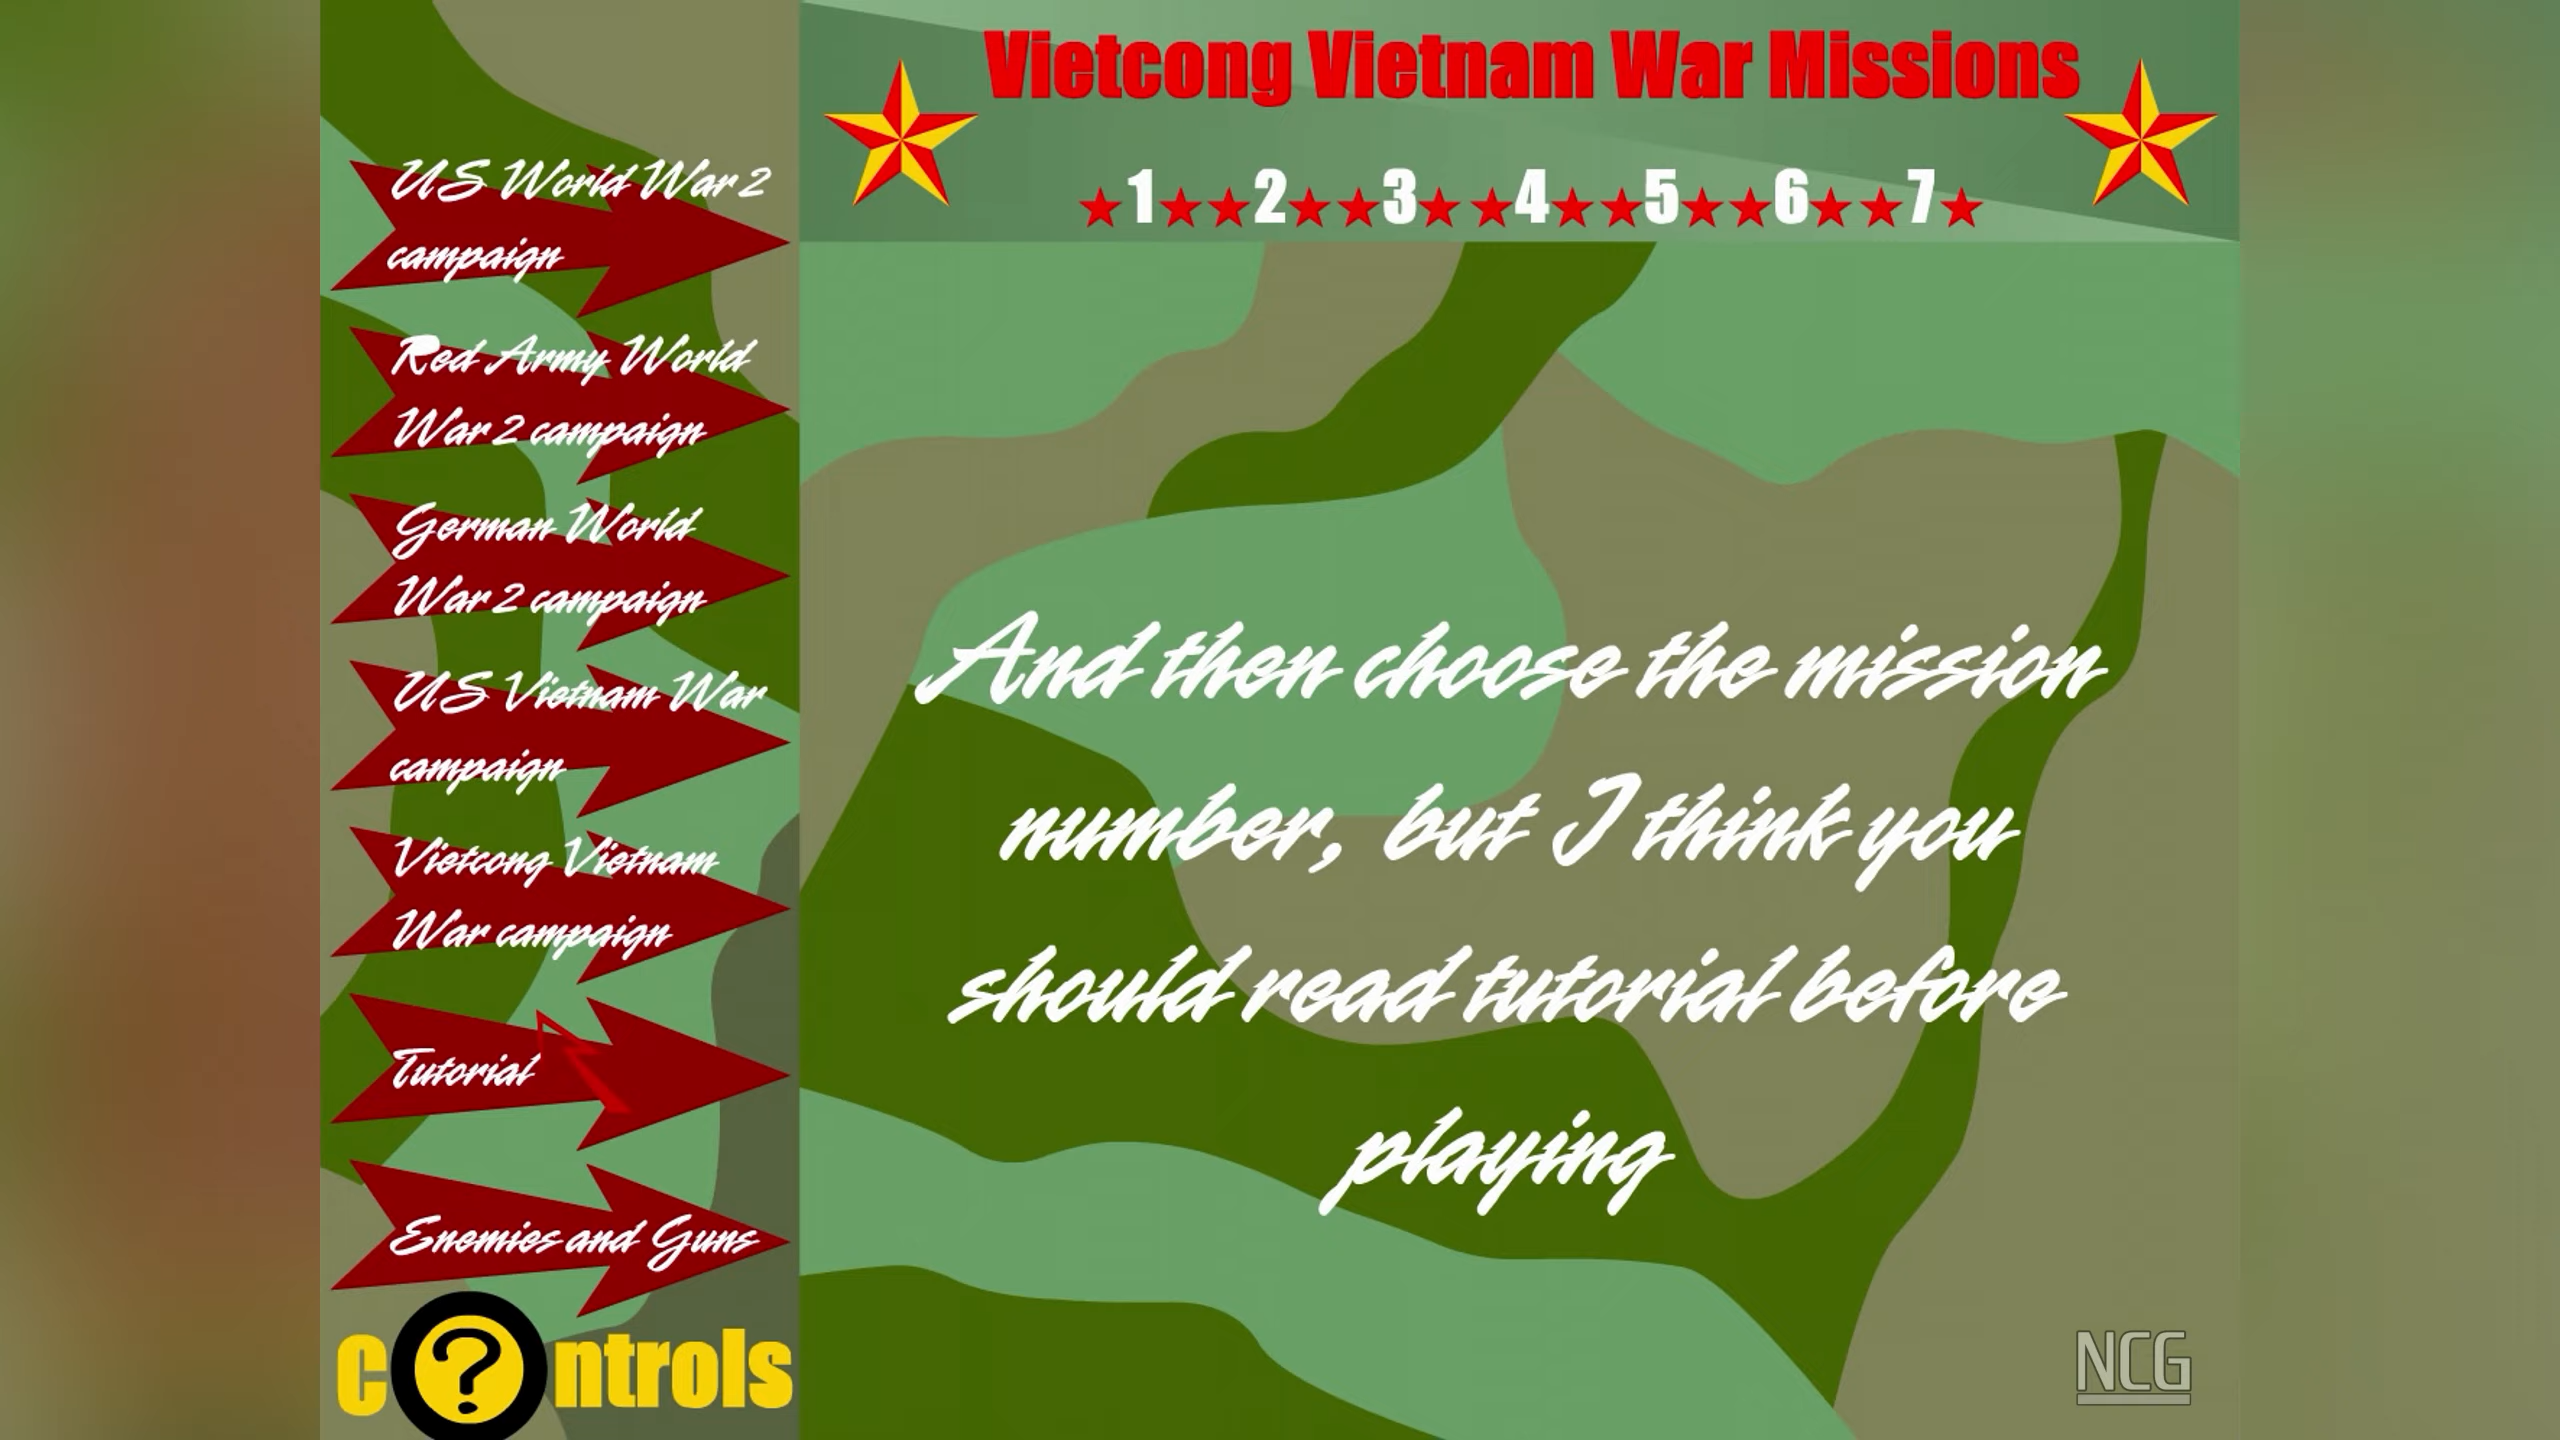 US World War 2
campaign
Red Army World
War 2 campaign
German World
War 2 campaign
US Vietnam War
campaign
Vietcong Vietnam
War campaign
Tutorial
Enemies and Guns
C?ntrols
Vietcong Vietnam War Missions
★1★★2★★3★★4★★5★★6★★7★
And then choose the mission
number, but I think you
should read tutorial before
playing
NCG